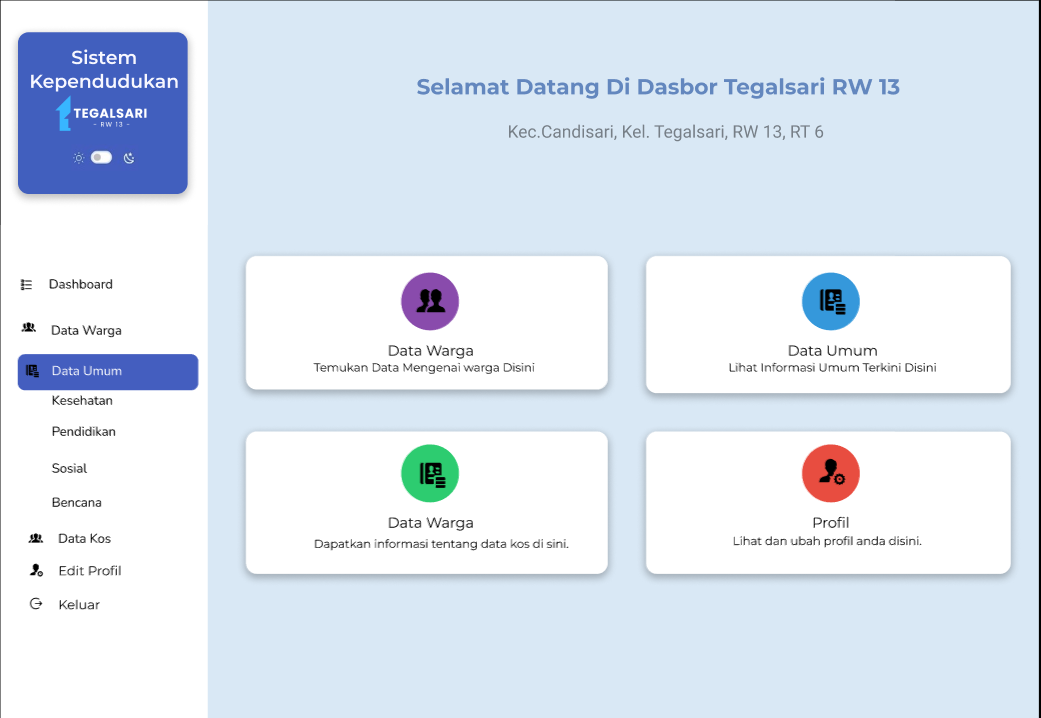 Sistem
Kependudukan
TEGALSARI
- RW 13 -
Dashboard
Data Warga
Data Umum
Kesehatan
Pendidikan
Sosial
Bencana
Data Kos
Edit Profil
Keluar
Selamat Datang Di Dasbor Tegalsari RW 13
Kec.Candisari, Kel. Tegalsari, RW 13, RT 6
Data Warga
Temukan Data Mengenai warga Disini
Data Umum
Lihat Informasi Umum Terkini Disini
Data Warga
Dapatkan informasi tentang data kos di sini.
Profil
Lihat dan ubah profil anda disini.